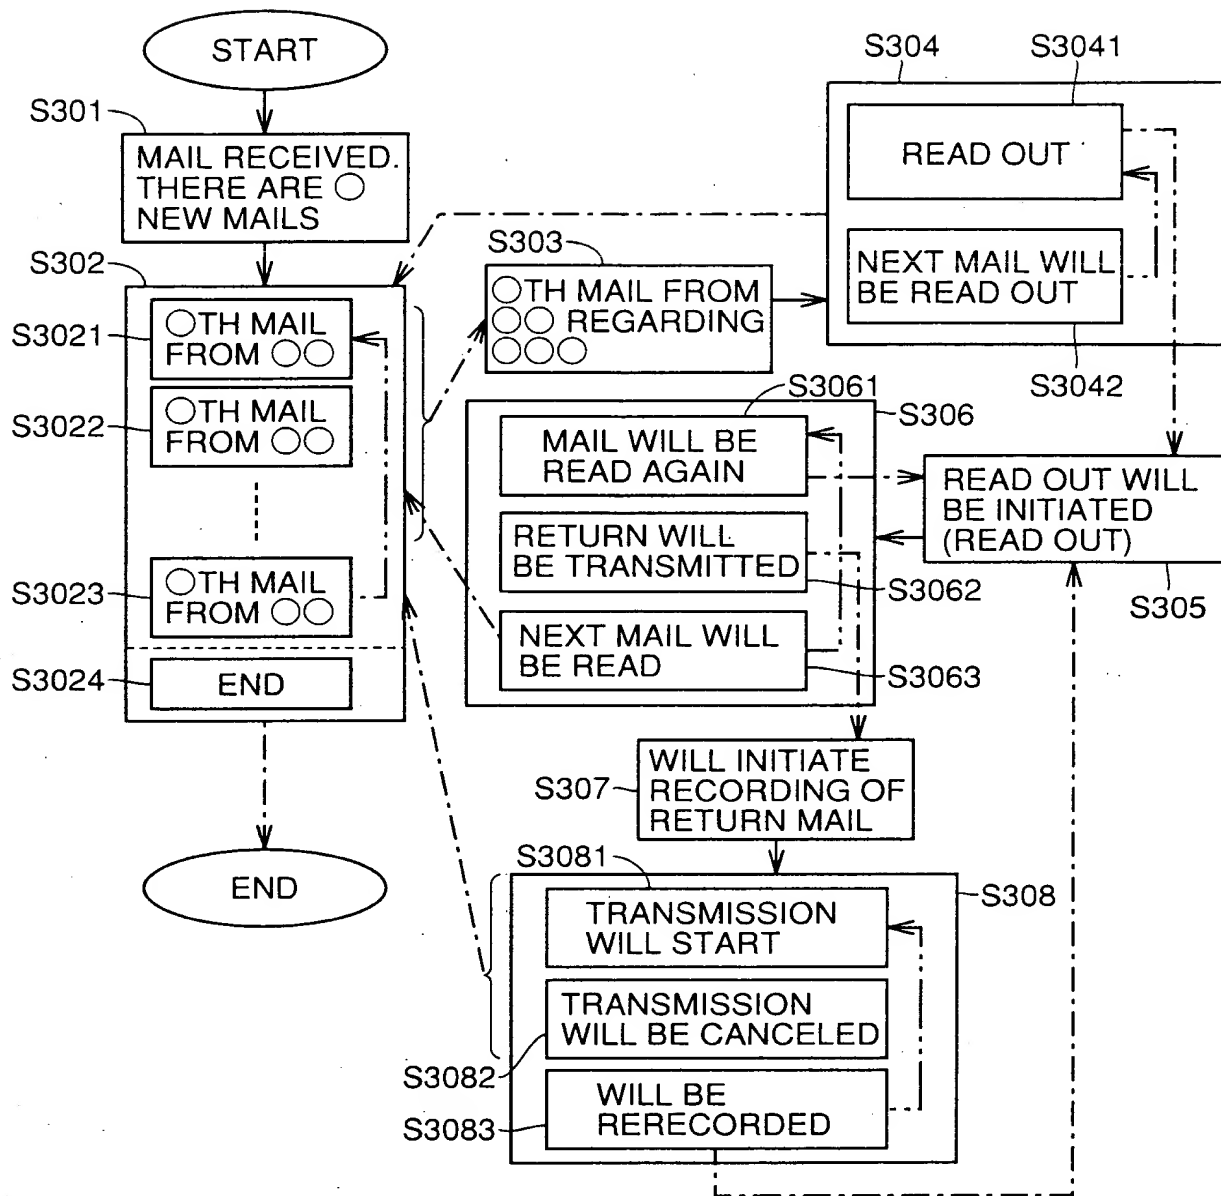 START
S301
MAIL RECEIVED.
THERE ARE ○
NEW MAILS
S302
S3021
○TH MAIL
FROM ○○
S3022
○TH MAIL
FROM ○○
S3023
○TH MAIL
FROM ○○
S3024
END
END
S303
○TH MAIL FROM
○○ REGARDING
○○○
S304
S3041
READ OUT
NEXT MAIL WILL
BE READ OUT
S3042
READ OUT WILL
BE INITIATED
(READ OUT)
S305
S3061
S306
MAIL WILL BE
READ AGAIN
RETURN WILL
BE TRANSMITTED
S3062
NEXT MAIL WILL
BE READ
S3063
S307
WILL INITIATE
RECORDING OF
RETURN MAIL
S3081
S308
TRANSMISSION
WILL START
TRANSMISSION
WILL BE CANCELED
S3082
WILL BE
RERECORDED
S3083